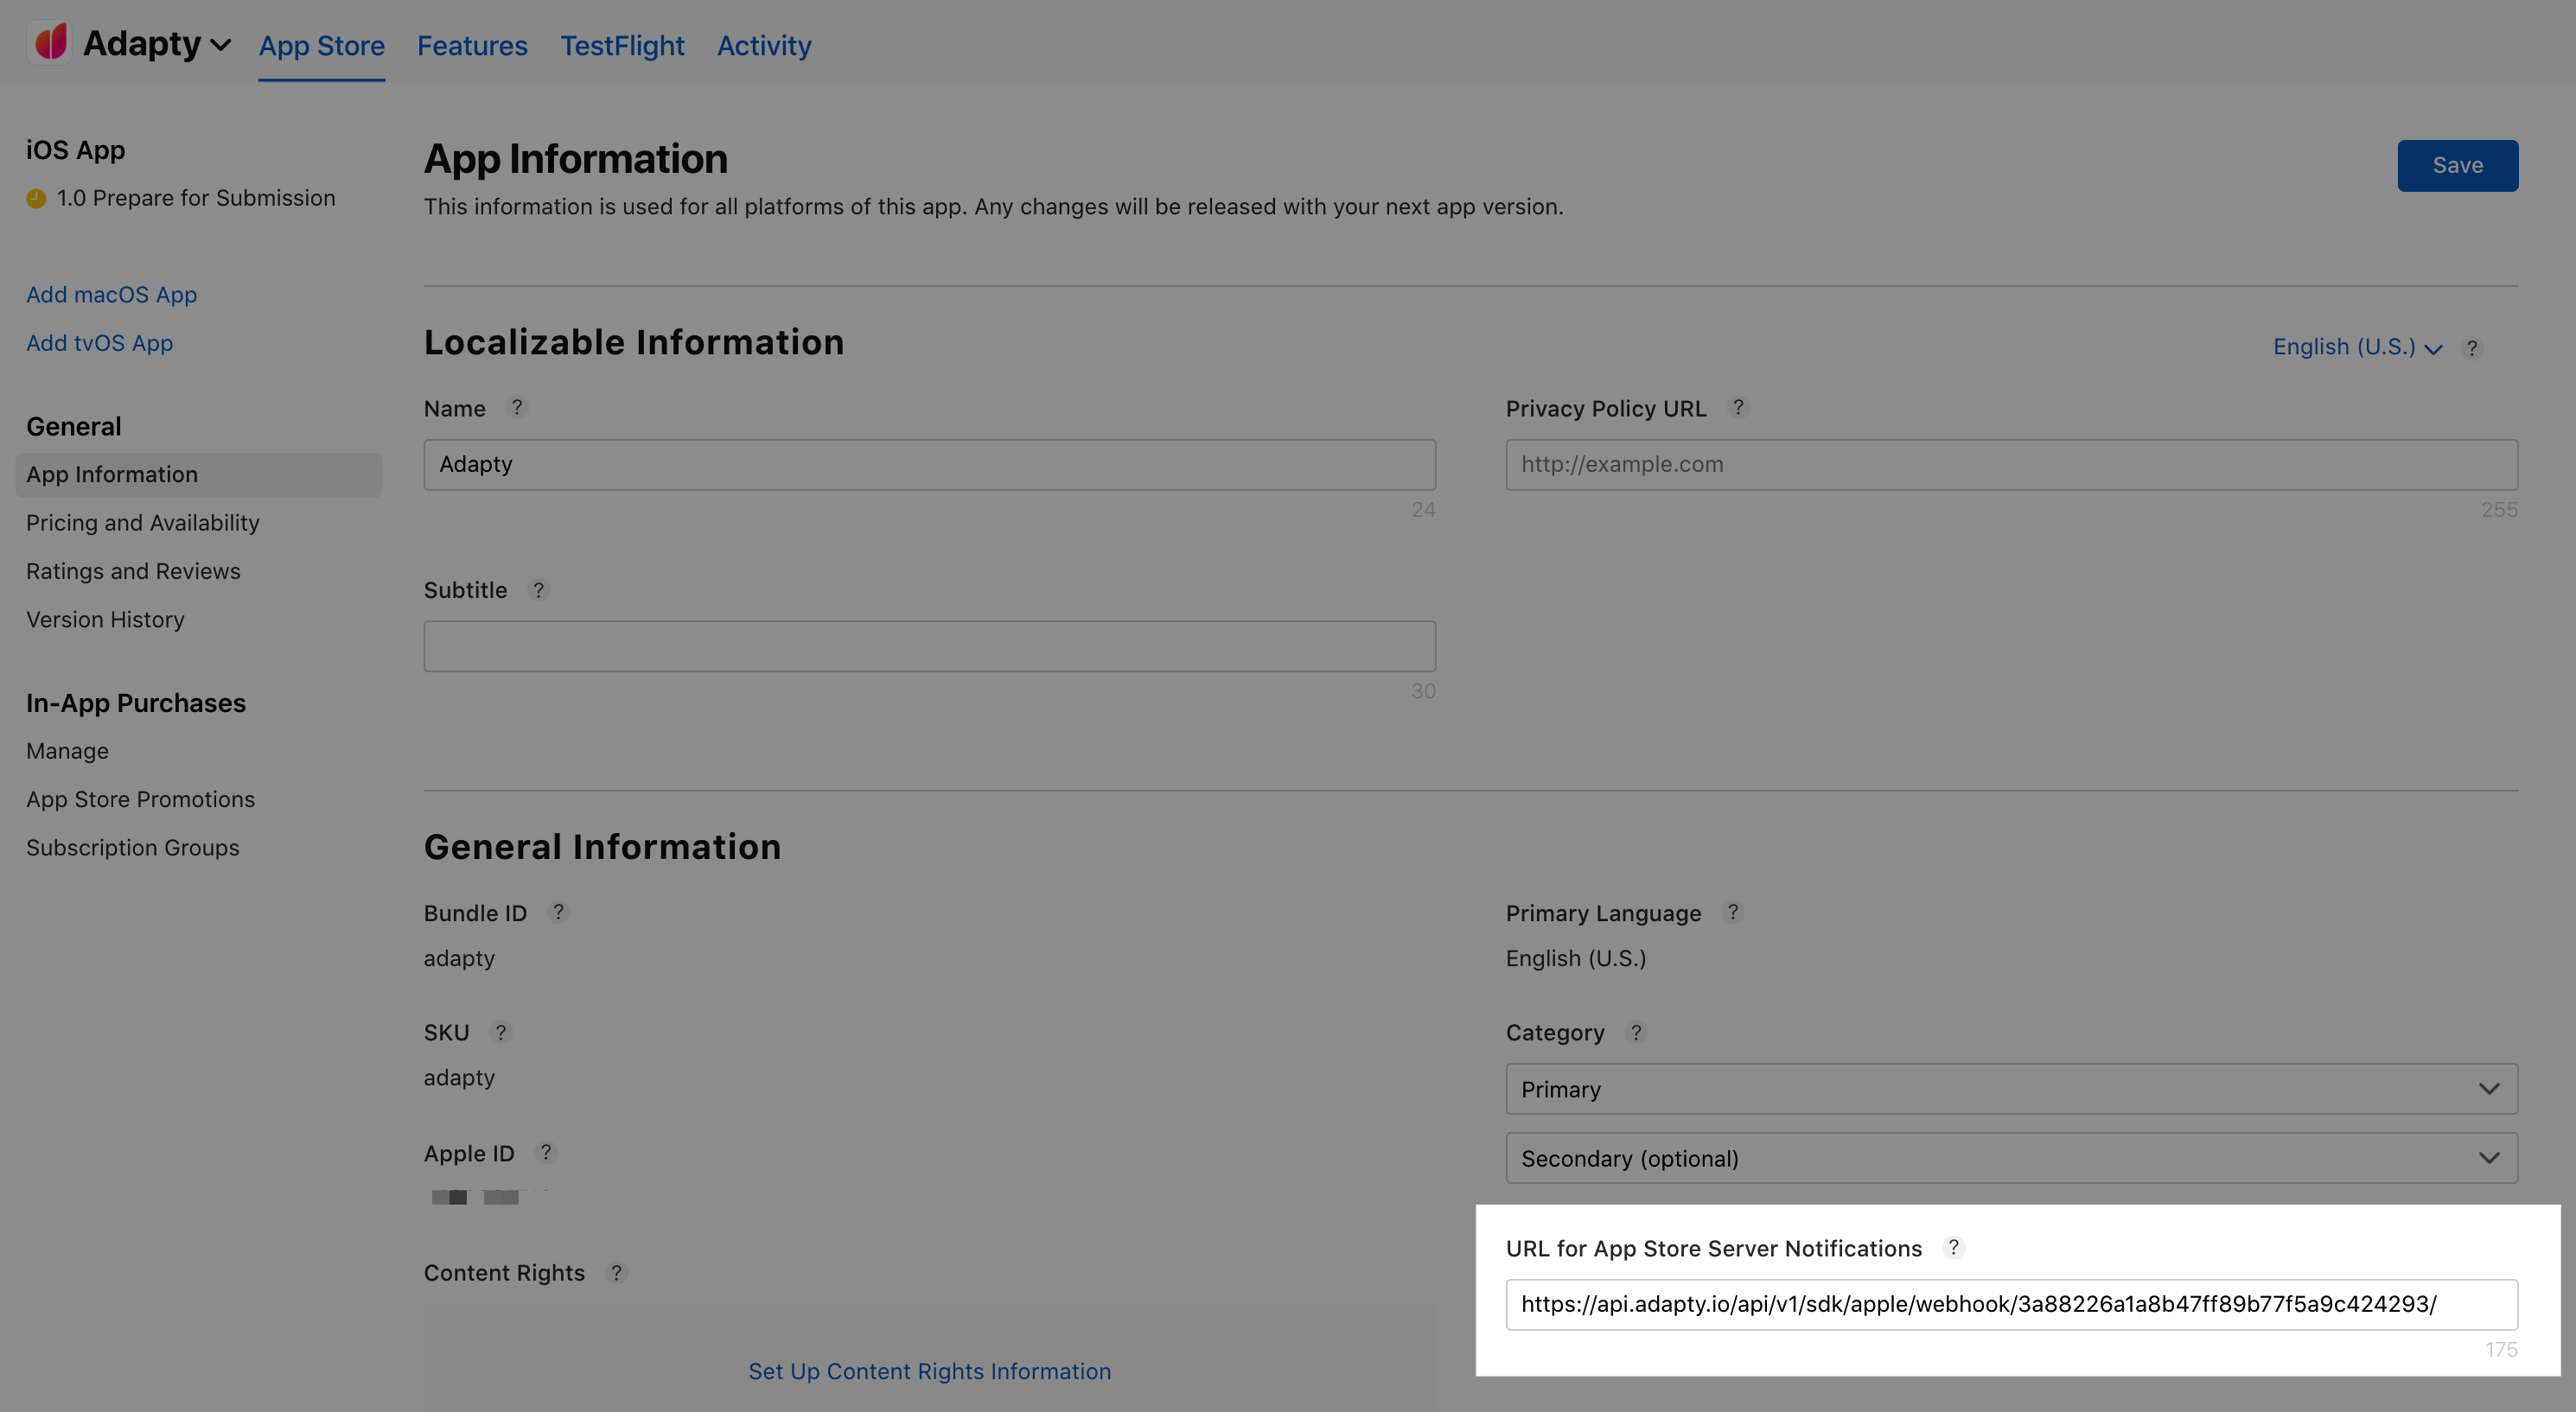 Adapty App Store Features TestFlight Activity
iOS App
1.0 Prepare for Submission
Add macOS App
Add tvOS App
General
App Information
Pricing and Availability
Ratings and Reviews
Version History
In-App Purchases
Manage
App Store Promotions
Subscription Groups
App Information
Save
This information is used for all platforms of this app. Any changes will be released with your next app version.
Localizable Information
English (U.S.) ?
Name ?
Adapty
24
Privacy Policy URL ?
http://example.com
255
Subtitle ?
30
General Information
Bundle ID ?
adapty
SKU ?
adapty
Apple ID ?
Content Rights ?
Set Up Content Rights Information
Primary Language ?
English (U.S.)
Category ?
Primary
Secondary (optional)
URL for App Store Server Notifications ?
https://api.adapty.io/api/v1/sdk/apple/webhook/3a88226a1a8b47ff89b77f5a9c424293/
175